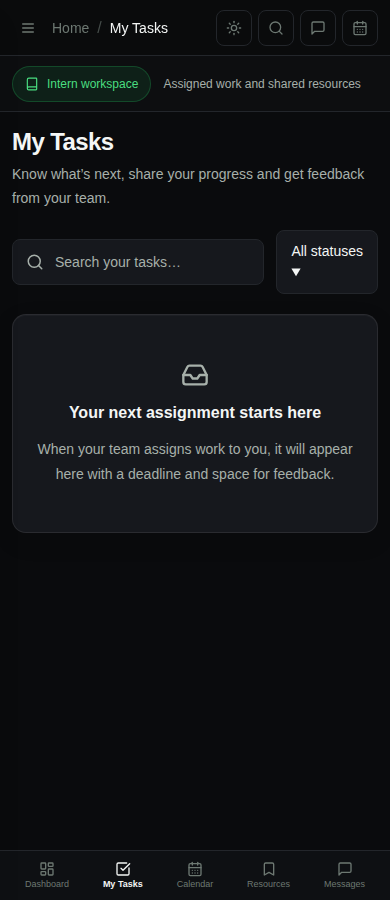 Home / My Tasks
Intern workspace
Assigned work and shared resources
My Tasks
Know what's next, share your progress and get feedback
from your team.
Search your tasks…
All statuses
▼
Your next assignment starts here
When your team assigns work to you, it will appear
here with a deadline and space for feedback.
Dashboard
My Tasks
Calendar
Resources
Messages